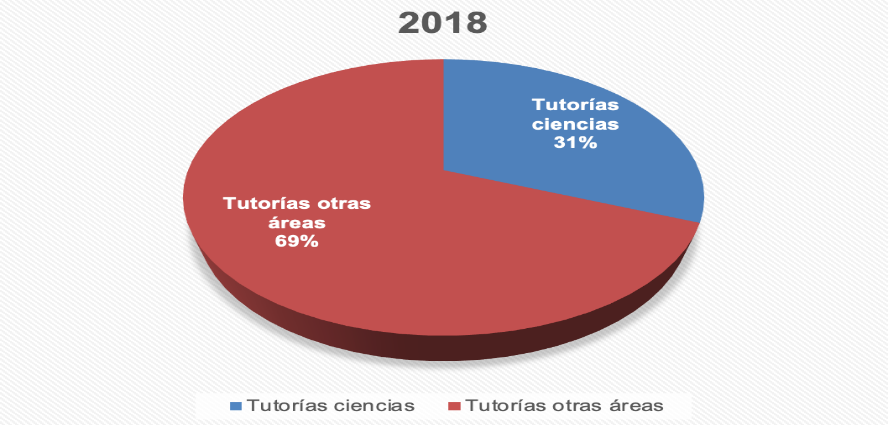 2018
Tutorías
ciencias
31%
Tutorías otras
áreas
69%
Tutorías ciencias
Tutorías otras áreas